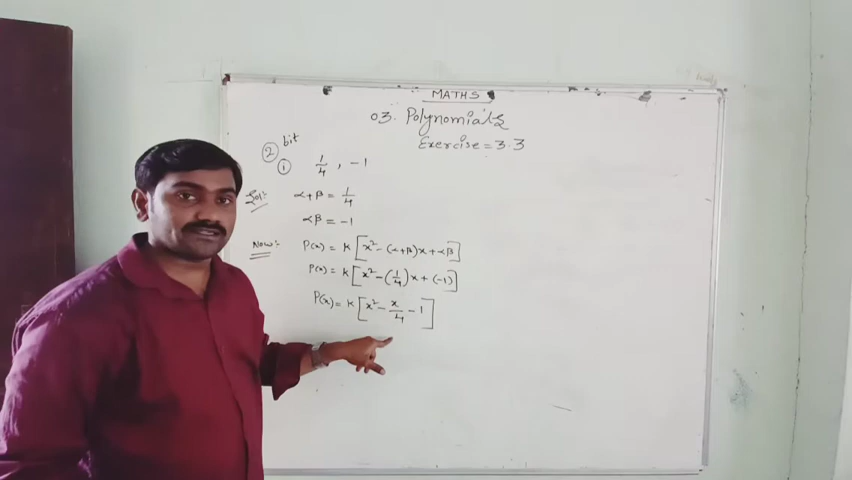 MATHS
03. Polynomials
Exercise = 3.3
② bit
① 1/4 , -1
Sol:- α+β = 1/4
αβ = -1
Now:- P(x) = K[x² - (α+β)x + αβ]
P(x) = K[x² - (1/4)x + (-1)]
P(x) = K[x² - x/4 - 1]